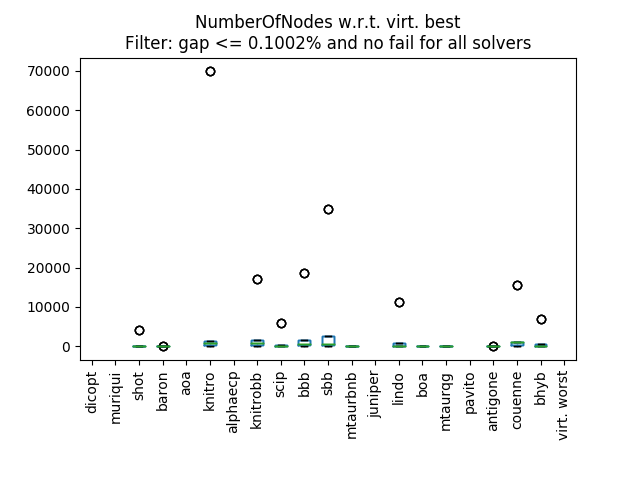 NumberOfNodes w.r.t. virt. best
Filter: gap <= 0.1002% and no fail for all solvers
70000
60000
50000
40000
30000
20000
10000
0
dicopt
muriqui
shot
baron
aoa
knitro
alphaecp
knitrobb
scip
bbb
sbb
mtaurbnb
juniper
lindo
boa
mtaurqg
pavito
antigone
couenne
bhyb
virt. worst